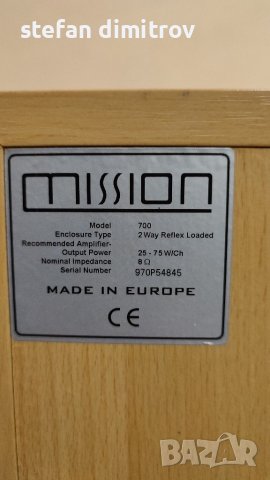 stefan dimitrov
mission
Model 700
Enclosure Type 2 Way Reflex Loaded
Recommended Amplifier-
Output Power 25 - 75 W/Ch
Nominal Impedance 8 Ω
Serial Number 970P54845
MADE IN EUROPE
CE
BAZAR